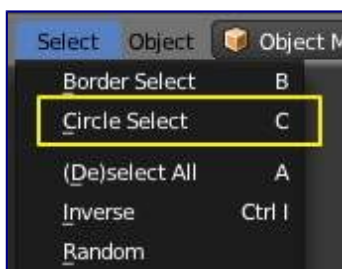 Select Object Object M
Border Select B
Circle Select C
(De)select All A
Inverse Ctrl I
Random